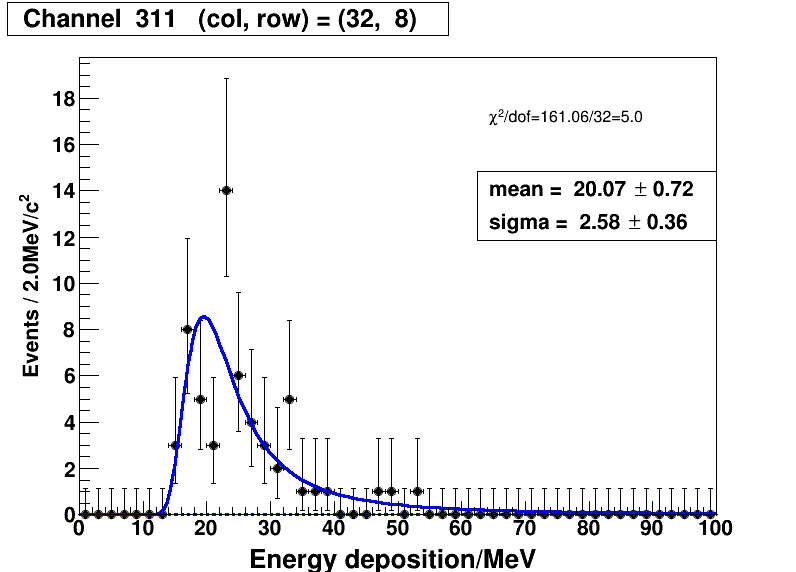 Channel 311 (col, row) = (32, 8)
χ²/dof=161.06/32=5.0
mean = 20.07 ± 0.72
sigma = 2.58 ± 0.36
Events / 2.0MeV/c²
18
16
14
12
10
8
6
4
2
0
0 10 20 30 40 50 60 70 80 90 100
Energy deposition/MeV